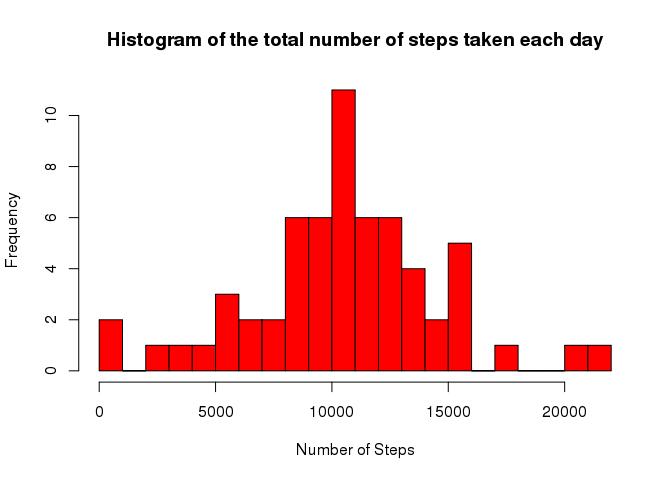 Histogram of the total number of steps taken each day
Frequency
10
8
6
4
2
0
0 5000 10000 15000 20000
Number of Steps